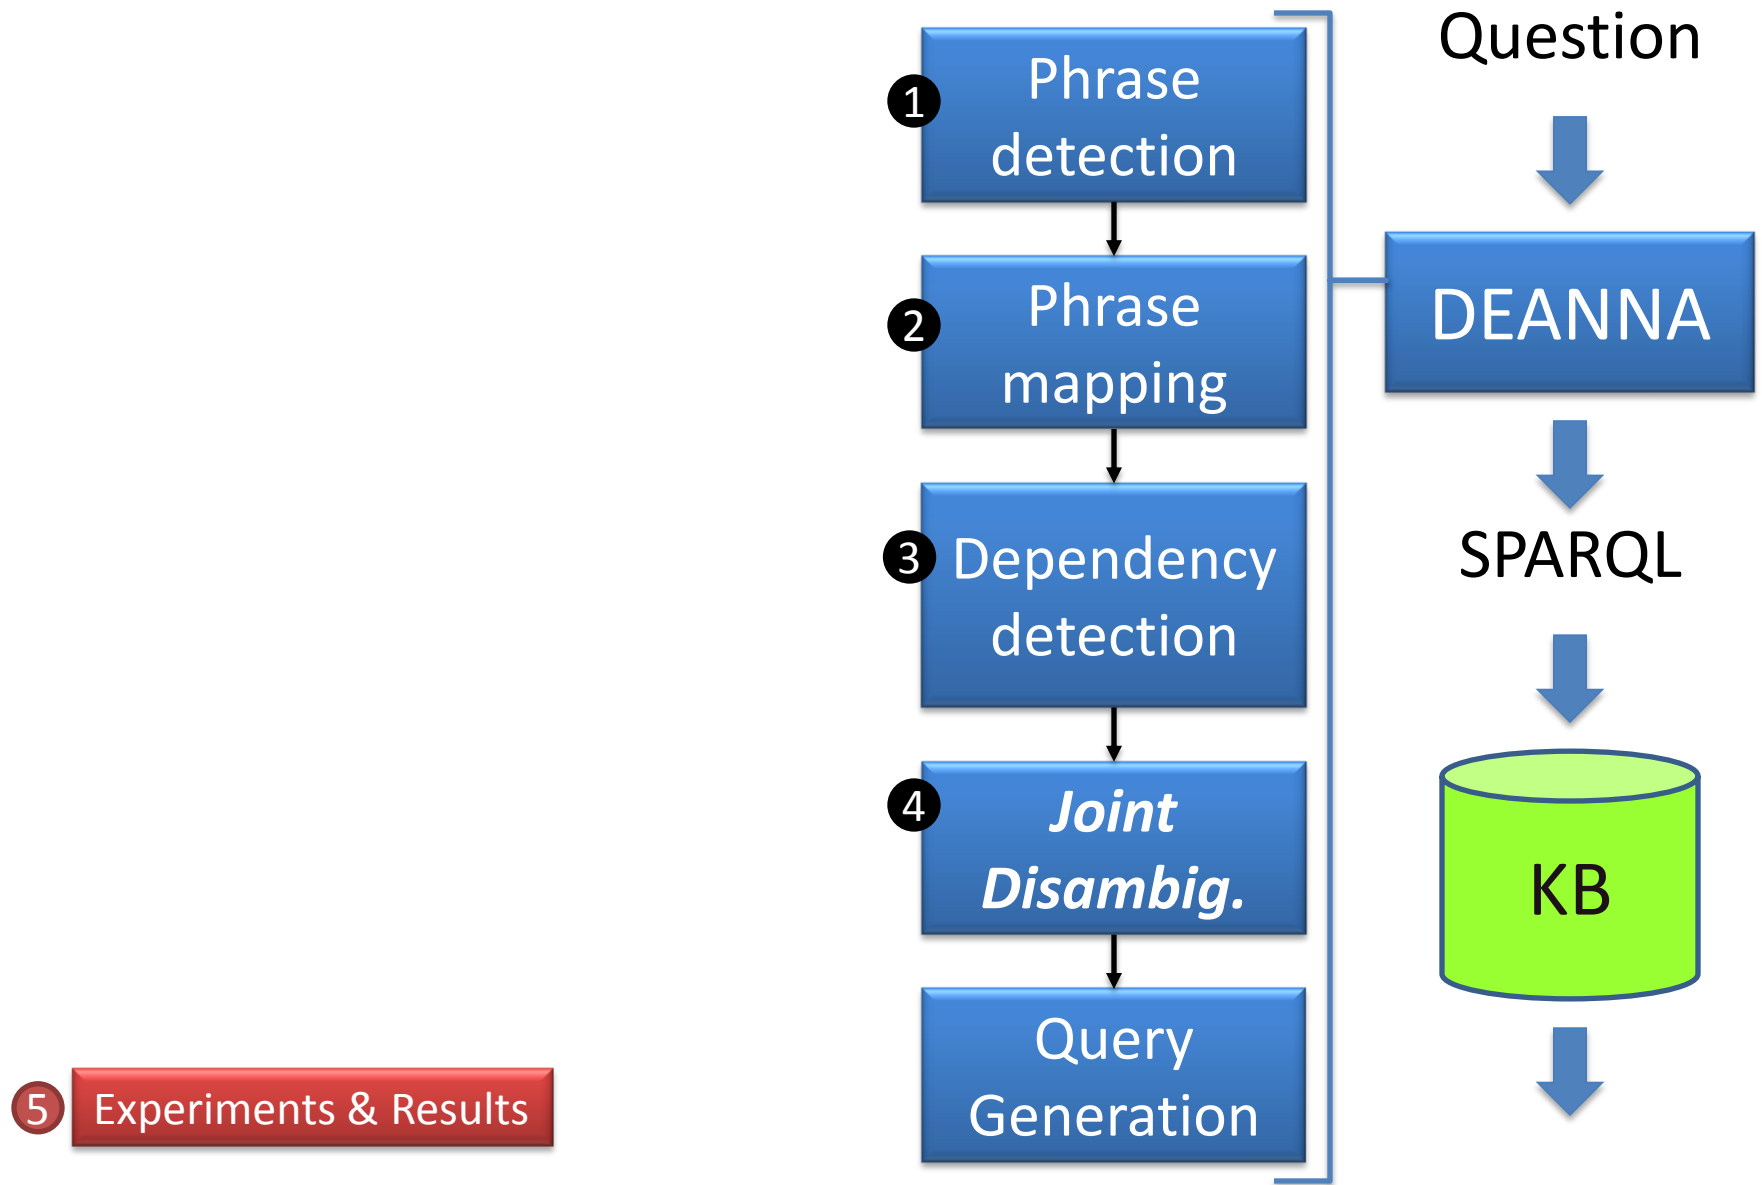 1
Phrase
detection
2
Phrase
mapping
3
Dependency
detection
4
Joint
Disambig.
Query
Generation
Question
DEANNA
SPARQL
KB
5
Experiments & Results